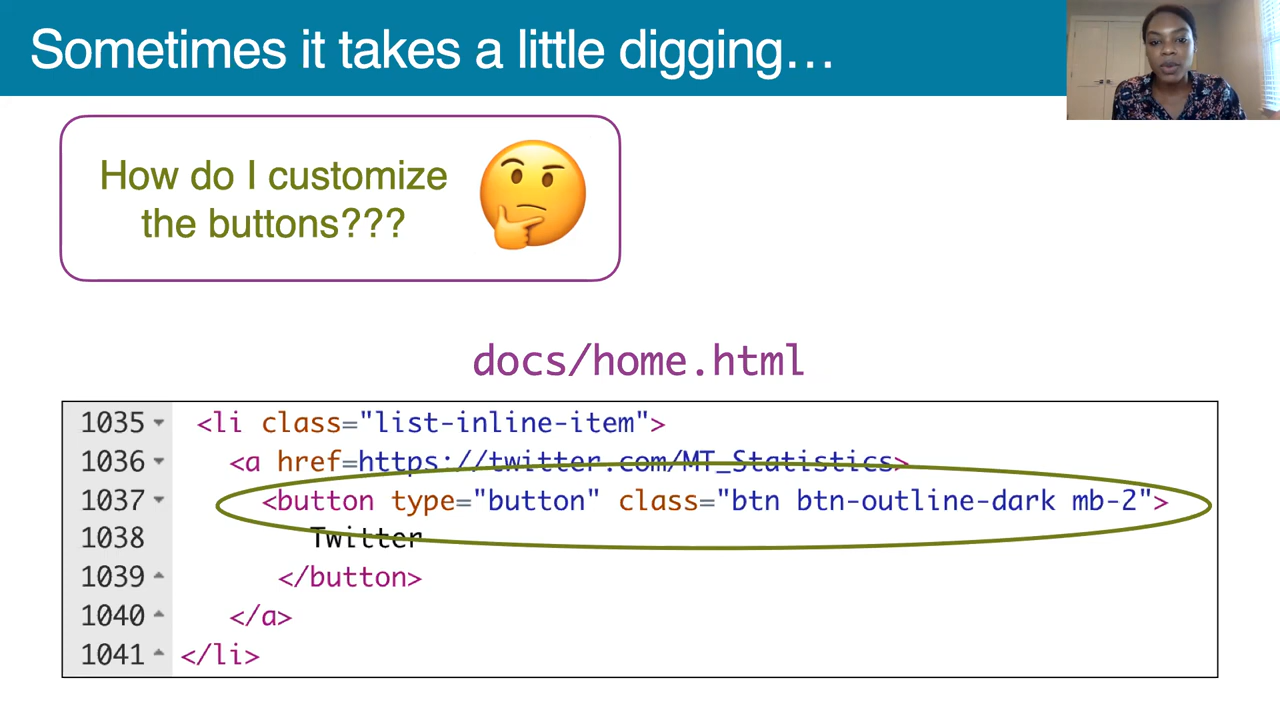 Sometimes it takes a little digging…
How do I customize
the buttons???
docs/home.html
1035 <li class="list-inline-item">
1036 <a href=https://twitter.com/MT_Statistics>
1037 <button type="button" class="btn btn-outline-dark mb-2">
1038 Twitter
1039 </button>
1040 </a>
1041 </li>